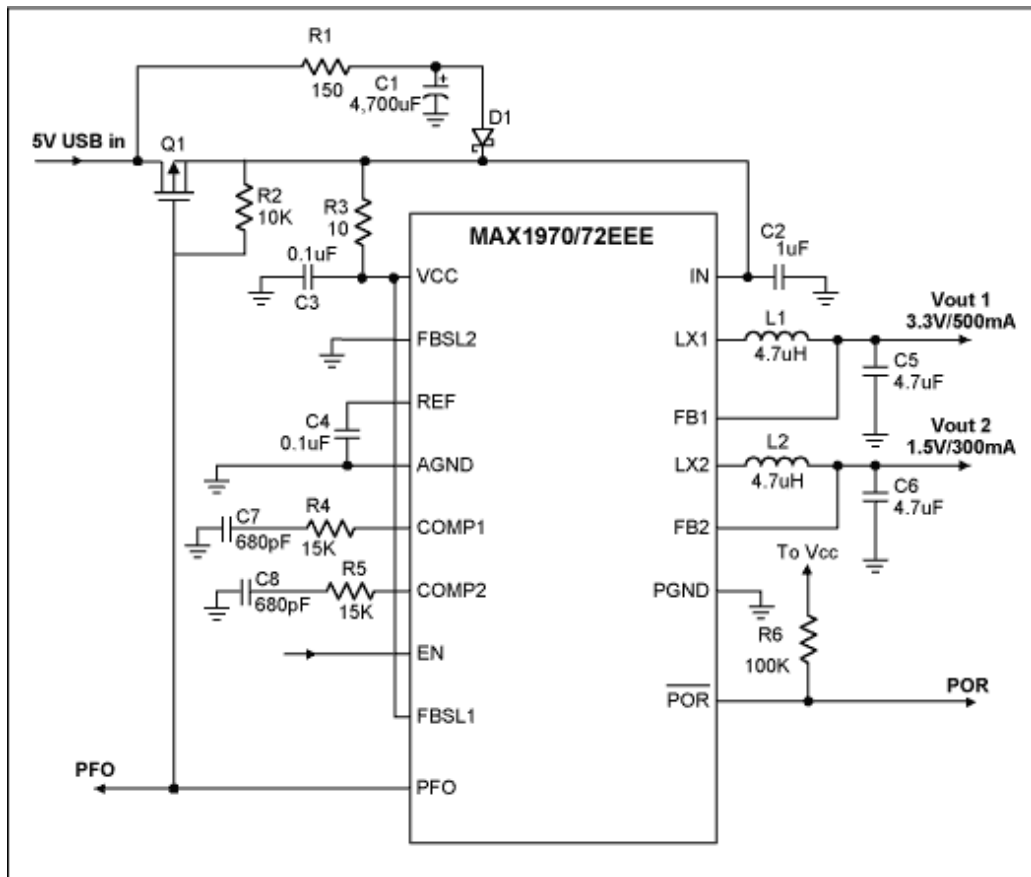 R1
150
C1
4,700uF
+
D1
5V USB in
Q1
R2
10K
R3
10
MAX1970/72EEE
C2
1uF
0.1uF
C3
VCC
IN
Vout 1
3.3V/500mA
FBSL2
LX1
L1
4.7uH
C5
4.7uF
REF
FB1
C4
0.1uF
Vout 2
1.5V/300mA
AGND
LX2
L2
4.7uH
C6
4.7uF
C7
680pF
R4
15K
COMP1
FB2
To Vcc
C8
680pF
R5
15K
COMP2
PGND
R6
100K
EN
POR
POR
FBSL1
PFO
PFO